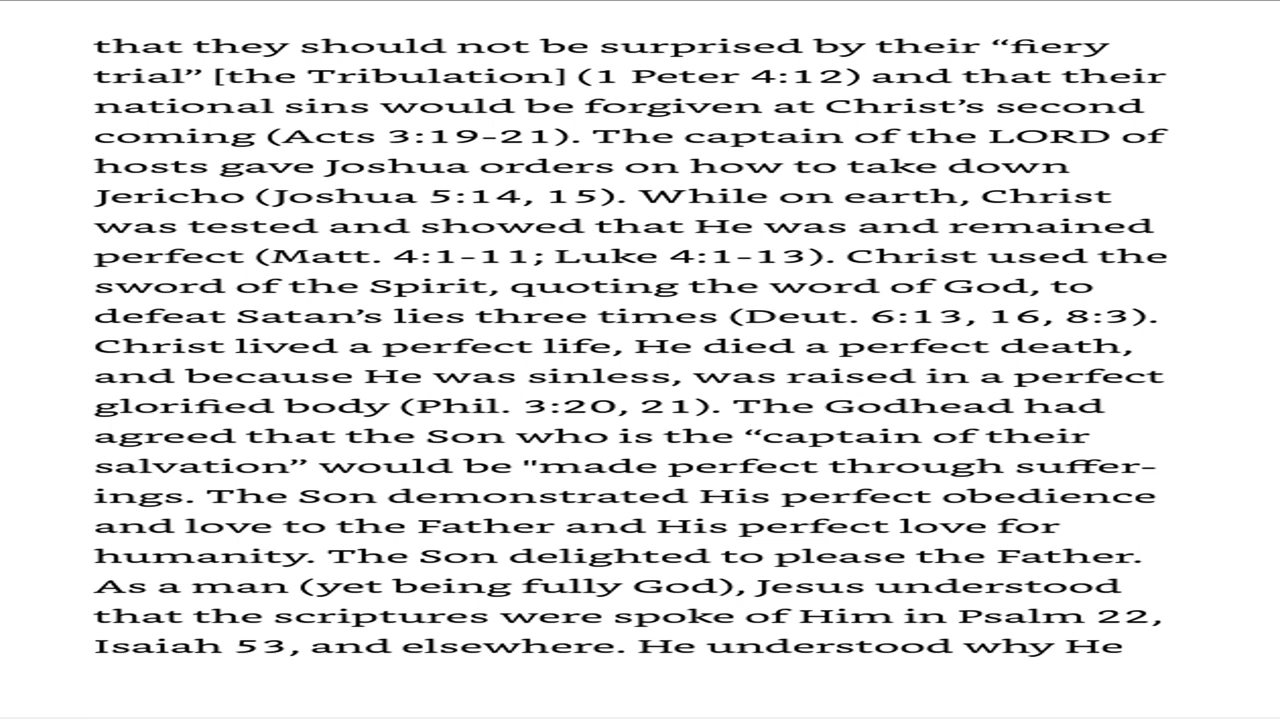 that they should not be surprised by their “fiery
trial” [the Tribulation] (1 Peter 4:12) and that their
national sins would be forgiven at Christ’s second
coming (Acts 3:19-21). The captain of the LORD of
hosts gave Joshua orders on how to take down
Jericho (Joshua 5:14, 15). While on earth, Christ
was tested and showed that He was and remained
perfect (Matt. 4:1-11; Luke 4:1-13). Christ used the
sword of the Spirit, quoting the word of God, to
defeat Satan’s lies three times (Deut. 6:13, 16, 8:3).
Christ lived a perfect life, He died a perfect death,
and because He was sinless, was raised in a perfect
glorified body (Phil. 3:20, 21). The Godhead had
agreed that the Son who is the “captain of their
salvation” would be "made perfect through suffer-
ings. The Son demonstrated His perfect obedience
and love to the Father and His perfect love for
humanity. The Son delighted to please the Father.
As a man (yet being fully God), Jesus understood
that the scriptures were spoke of Him in Psalm 22,
Isaiah 53, and elsewhere. He understood why He